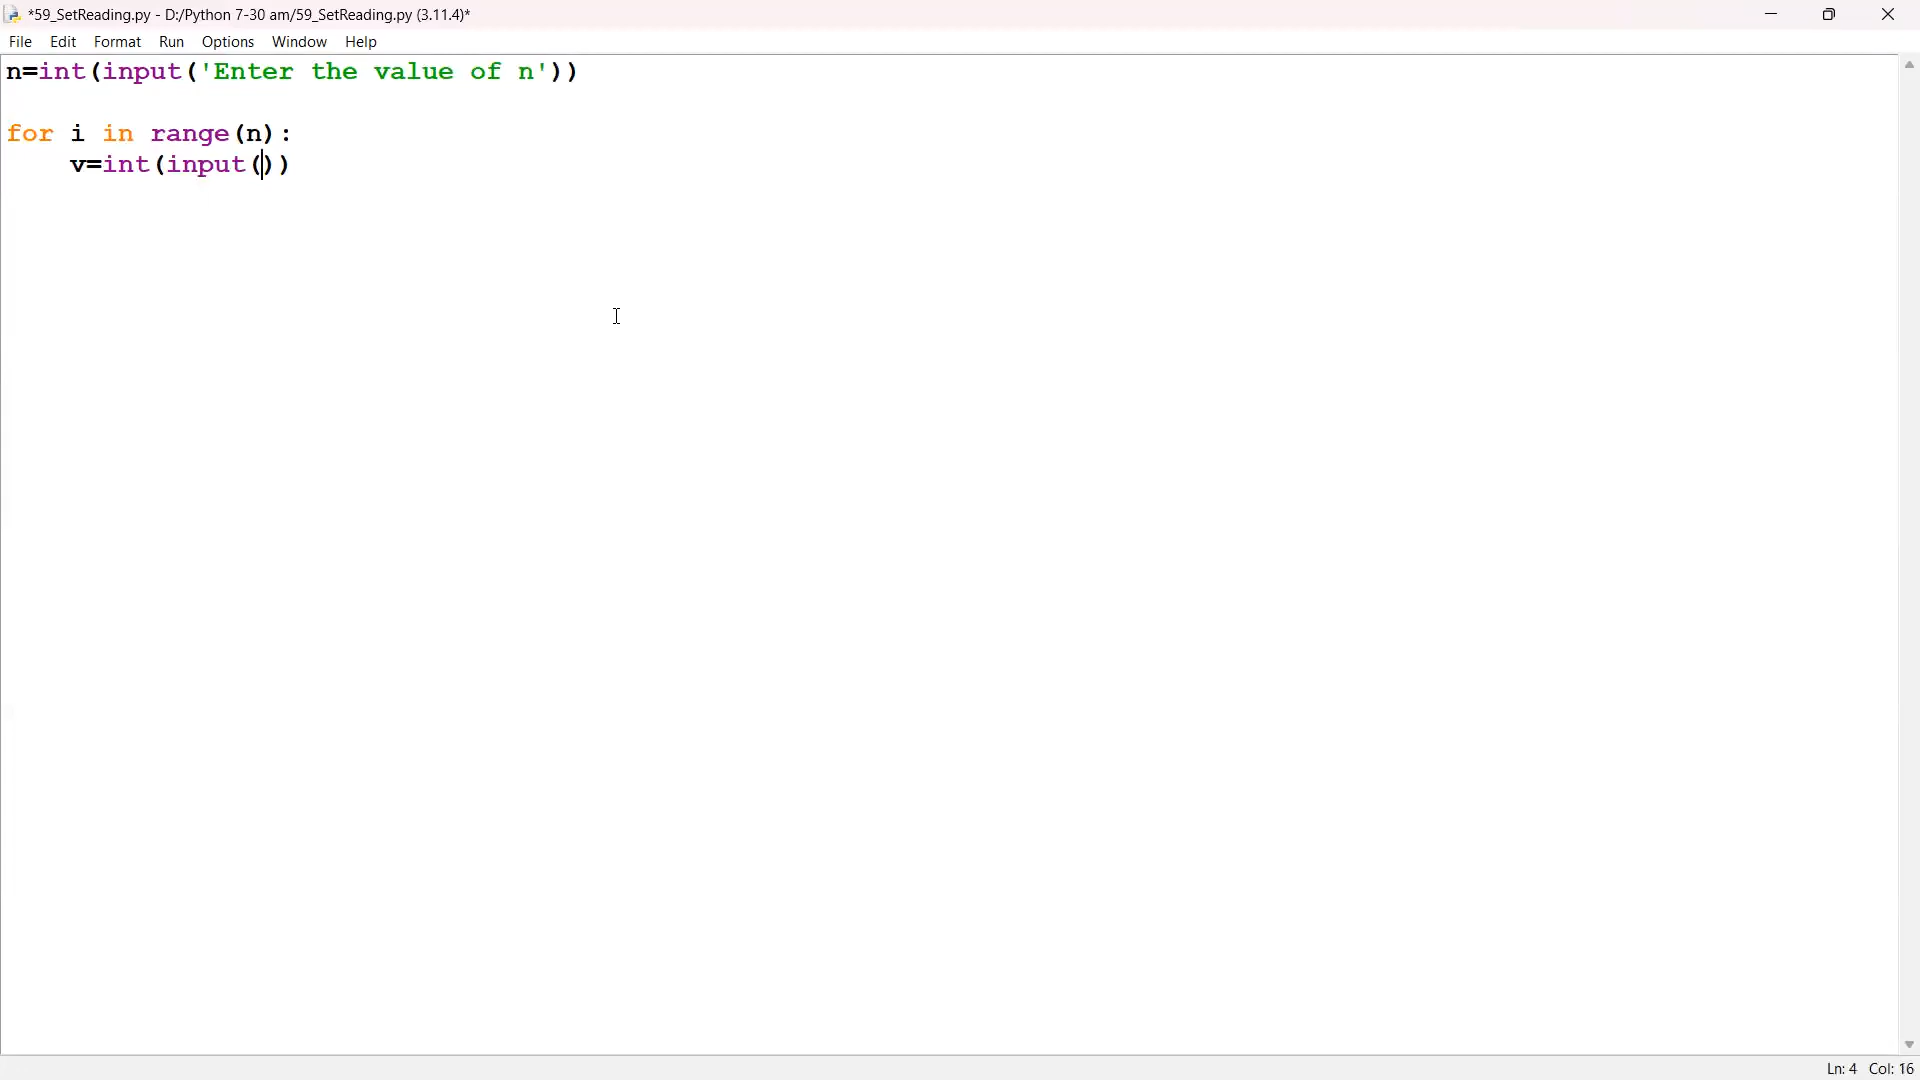 *59_SetReading.py - D:/Python 7-30 am/59_SetReading.py (3.11.4)*
File Edit Format Run Options Window Help
n=int(input('Enter the value of n'))
for i in range(n):
    v=int(input())
Ln: 4 Col: 16